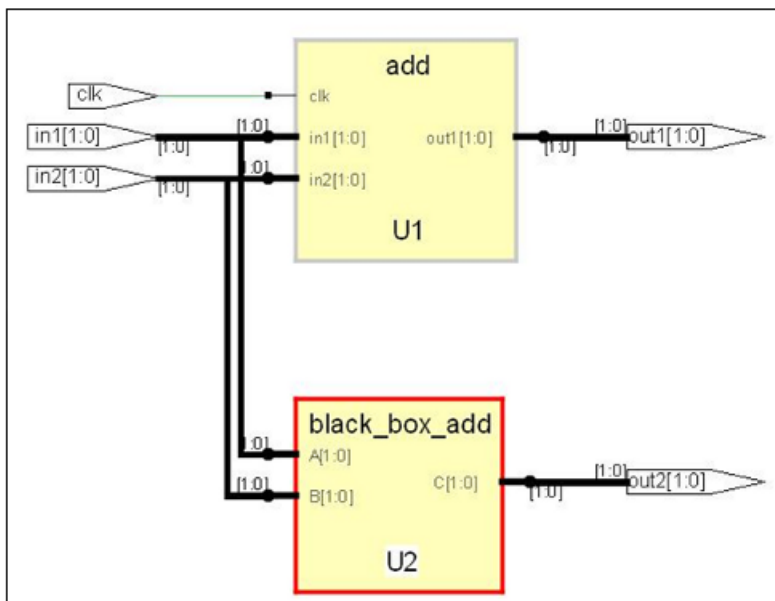 add
clk
clk
in1[1:0]
[1:0]
[1:0]
in1[1:0]
out1[1:0]
[1:0]
[1:0]
out1[1:0]
in2[1:0]
[1:0]
[1:0]
in2[1:0]
U1
black_box_add
[1:0]
A[1:0]
[1:0]
B[1:0]
C[1:0]
[1:0]
[1:0]
out2[1:0]
U2